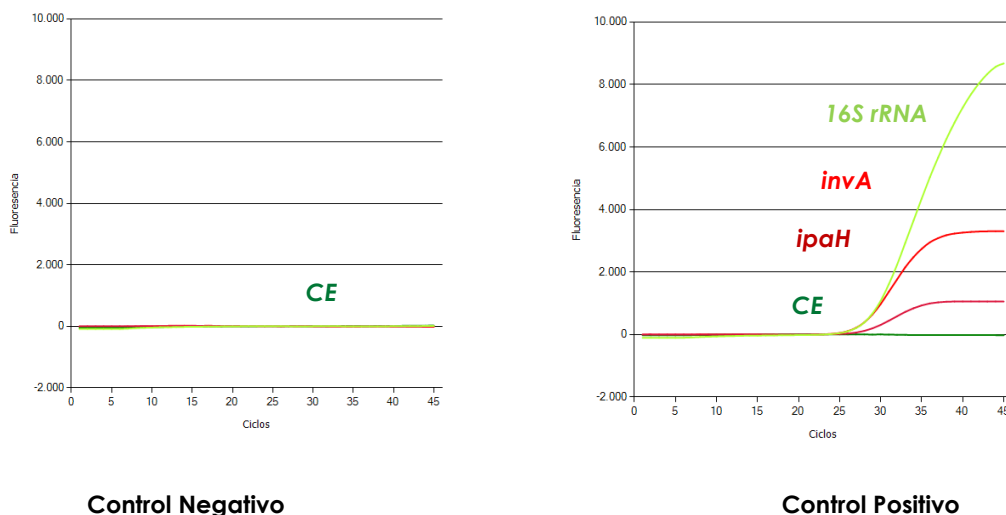 10.000
8.000
6.000
4.000
2.000
0
-2.000
Fluoresencia
CE
0 5 10 15 20 25 30 35 40 45
Ciclos
Control Negativo
10.000
8.000
6.000
4.000
2.000
0
-2.000
Fluoresencia
16S rRNA
invA
ipaH
CE
0 5 10 15 20 25 30 35 40 45
Ciclos
Control Positivo